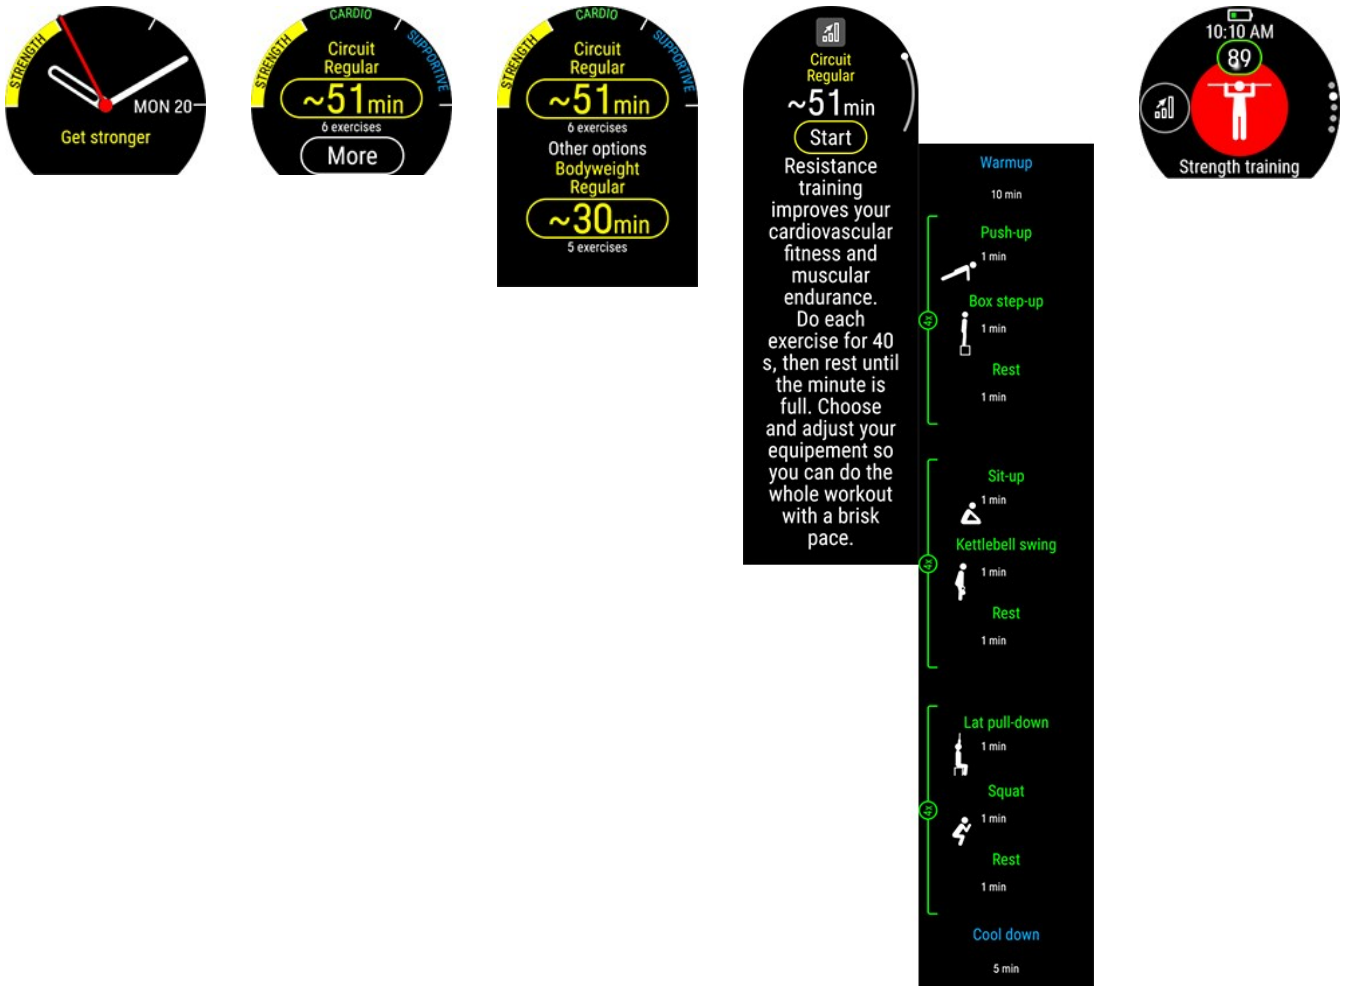 STRENGTH
MON 20
Get stronger
STRENGTH
CARDIO
SUPPORTIVE
Circuit
Regular
~51min
6 exercises
More
STRENGTH
CARDIO
SUPPORTIVE
Circuit
Regular
~51min
6 exercises
Other options
Bodyweight
Regular
~30min
5 exercises
Circuit
Regular
~51min
Start
Resistance
training
improves your
cardiovascular
fitness and
muscular
endurance.
Do each
exercise for 40
s, then rest until
the minute is
full. Choose
and adjust your
equipement so
you can do the
whole workout
with a brisk
pace.
Warmup
10 min
Push-up
1 min
Box step-up
1 min
4x
Rest
1 min
Sit-up
1 min
Kettlebell swing
4x
1 min
Rest
1 min
Lat pull-down
1 min
Squat
4x
1 min
Rest
1 min
Cool down
5 min
10:10 AM
89
Strength training